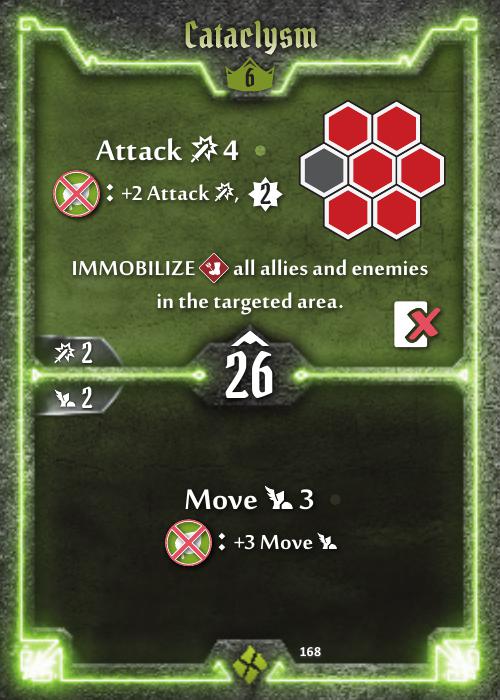 Cataclysm
6
Attack 4
: +2 Attack , 2
IMMOBILIZE all allies and enemies
in the targeted area.
2
26
2
Move 3
: +3 Move
168